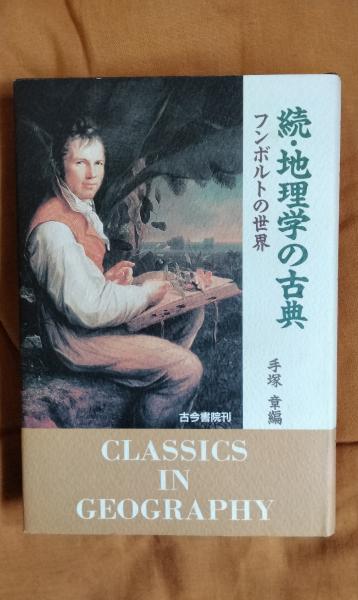 続・地理学の古典
フンボルトの世界
手塚 章編
古今書院刊
CLASSICS
IN
GEOGRAPHY